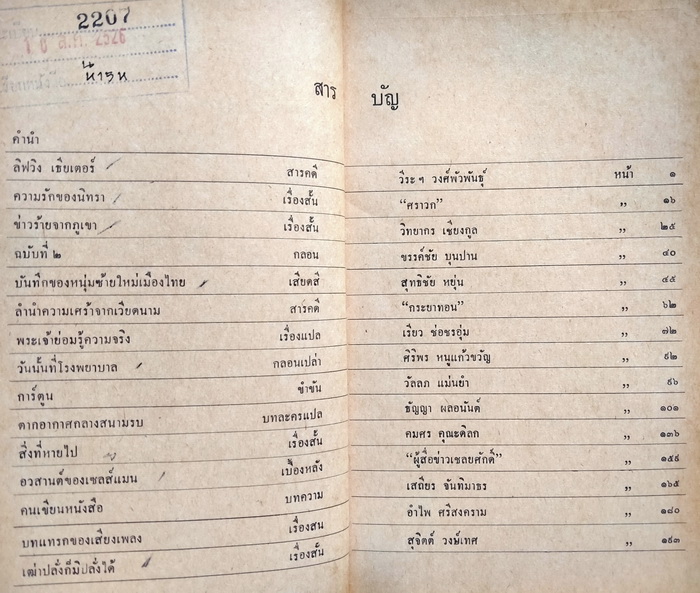 2207
1 0 ส.ค. 2526
สารบัญ
คำนำ
ลิฟวิง เธียเตอร์ สารคดี วีระ ๆ วงศ์พัวพันธุ์ หน้า ๑
ความรักของนิทรา เรื่องสั้น “ศราวก” ,, ๑๖
ข่าวร้ายจากภูเขา เรื่องสั้น วิทยากร เชียงกูล ,, ๒๕
ฉบับที่ ๒ กลอน ขรรค์ชัย บุนปาน ,, ๔๐
บันทึกของหนุ่มซ้ายใหม่เมืองไทย เสียดสี สุทธิชัย หยุ่น ,, ๔๕
ลำนำความเศร้าจากเวียดนาม สารคดี “กระยาทอน” ,, ๖๒
พระเจ้าย่อมรู้ความจริง เรื่องแปล เรียว ช่อชรอุ่ม ,, ๗๒
วันนั้นที่โรงพยาบาล กลอนเปล่า ศิริพร หนูแก้วขวัญ ,, ๙๒
การ์ตูน ขำขัน วัลลภ แม่นยำ ,, ๙๖
ตากอากาศกลางสนามรบ บทละครแปล ธัญญา ผลอนันต์ ,, ๑๐๑
สิ่งที่หายไป เรื่องสั้น คมศร คุณะดิลก ,, ๑๓๖
อวสานต์ของเซลส์แมน เบื้องหลัง “ผู้สื่อข่าวเชลยศักดิ์” ,, ๑๕๙
คนเขียนหนังสือ บทความ เสถียร จันทิมาธร ,, ๑๖๕
บทแทรกของเสียงเพลง เรื่องสั้น อำไพ ศรีสงคราม ,, ๑๘๐
เฒ่าปลั่งก็มิปลั่งได้ เรื่องสั้น สุจิตต์ วงษ์เทศ ,, ๑๙๓